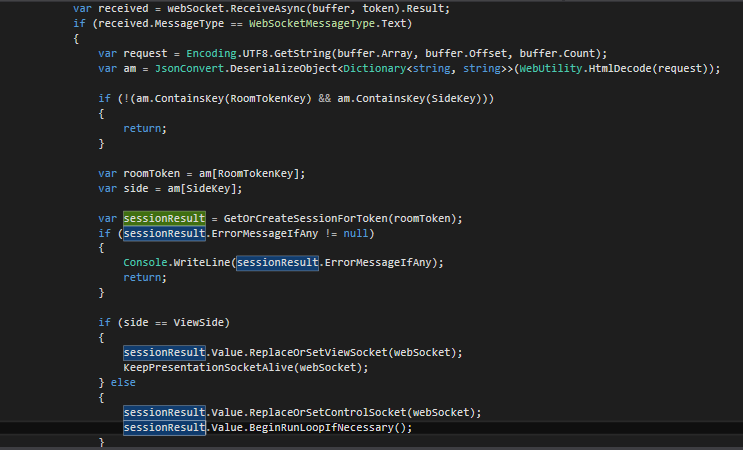 var received = webSocket.ReceiveAsync(buffer, token).Result;
if (received.MessageType == WebSocketMessageType.Text)
{
var request = Encoding.UTF8.GetString(buffer.Array, buffer.Offset, buffer.Count);
var am = JsonConvert.DeserializeObject<Dictionary<string, string>>(WebUtility.HtmlDecode(request));
if (!(am.ContainsKey(RoomTokenKey) && am.ContainsKey(SideKey)))
{
return;
}
var roomToken = am[RoomTokenKey];
var side = am[SideKey];
var sessionResult = GetOrCreateSessionForToken(roomToken);
if (sessionResult.ErrorMessageIfAny != null)
{
Console.WriteLine(sessionResult.ErrorMessageIfAny);
return;
}
if (side == ViewSide)
{
sessionResult.Value.ReplaceOrSetViewSocket(webSocket);
KeepPresentationSocketAlive(webSocket);
} else
{
sessionResult.Value.ReplaceOrSetControlSocket(webSocket);
sessionResult.Value.BeginRunLoopIfNecessary();
}